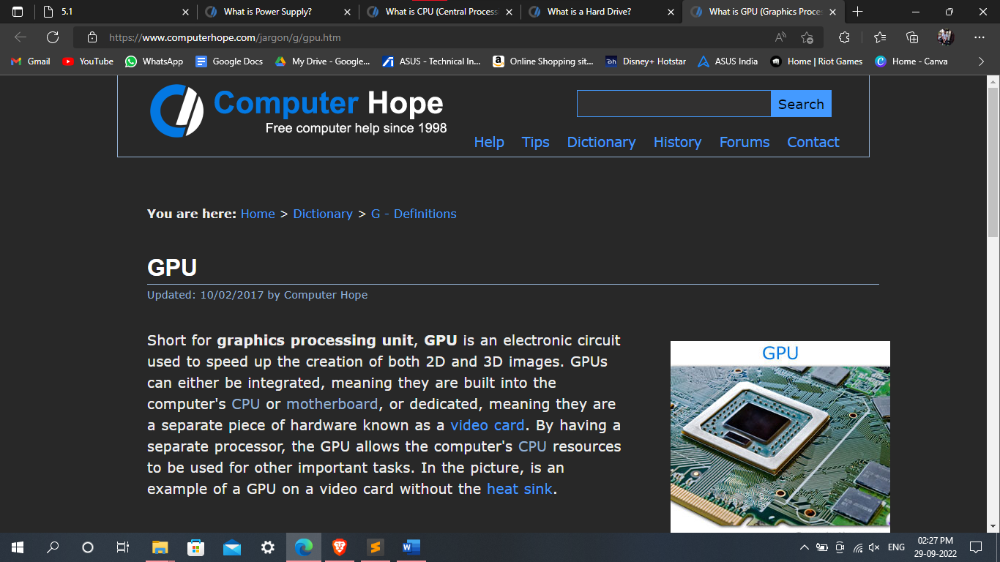 5.1
What is Power Supply?
What is CPU (Central Process
What is a Hard Drive?
What is GPU (Graphics Proces
https://www.computerhope.com/jargon/g/gpu.htm
Gmail
YouTube
WhatsApp
Google Docs
My Drive - Google...
ASUS - Technical In...
Online Shopping sit...
Disney+ Hotstar
ASUS India
Home | Riot Games
Home - Canva
Computer Hope
Free computer help since 1998
Search
Help Tips Dictionary History Forums Contact
You are here: Home > Dictionary > G - Definitions
GPU
Updated: 10/02/2017 by Computer Hope
Short for graphics processing unit, GPU is an electronic circuit
used to speed up the creation of both 2D and 3D images. GPUs
can either be integrated, meaning they are built into the
computer's CPU or motherboard, or dedicated, meaning they are
a separate piece of hardware known as a video card. By having a
separate processor, the GPU allows the computer's CPU resources
to be used for other important tasks. In the picture, is an
example of a GPU on a video card without the heat sink.
GPU
ENG
02:27 PM
29-09-2022